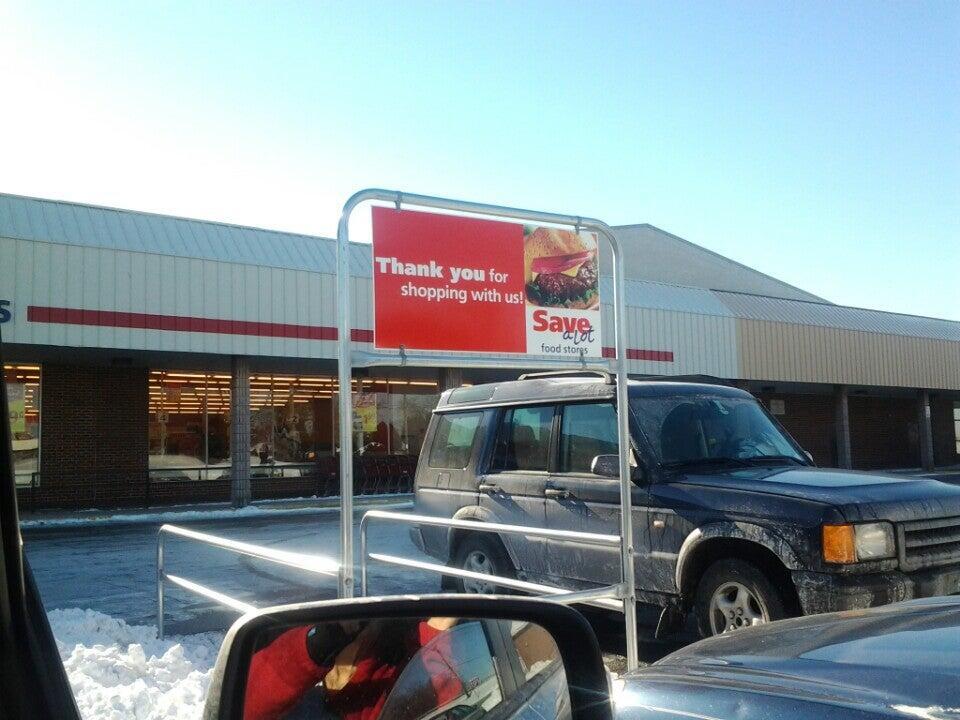 Thank you for
shopping with us!
Save
a lot
food stores
S